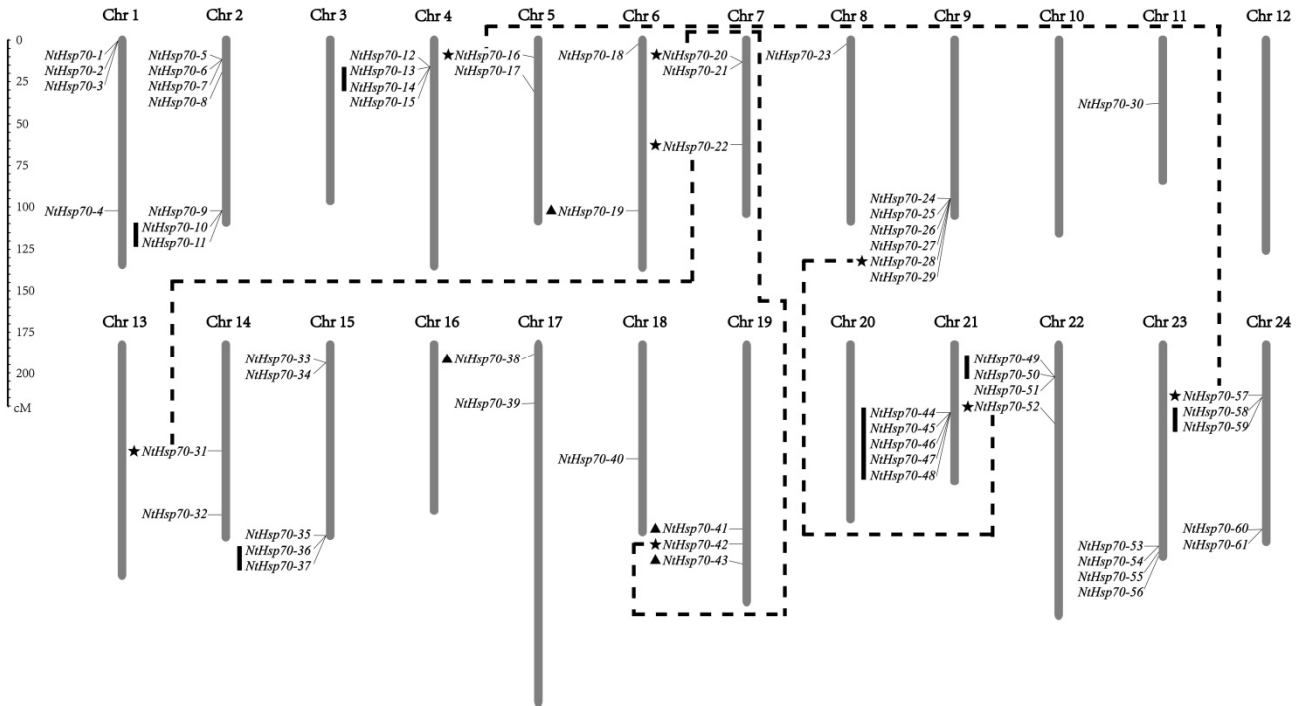 Chr 1 Chr 2 Chr 3 Chr 4 Chr 5 Chr 6 Chr 7 Chr 8 Chr 9 Chr 10 Chr 11 Chr 12
0
25
50
75
100
125
150
175
200
cM
NtHsp70-1
NtHsp70-2
NtHsp70-3
NtHsp70-4
NtHsp70-5
NtHsp70-6
NtHsp70-7
NtHsp70-8
NtHsp70-9
NtHsp70-10
NtHsp70-11
NtHsp70-12
NtHsp70-13
NtHsp70-14
NtHsp70-15
★NtHsp70-16
NtHsp70-17
NtHsp70-18
▲NtHsp70-19
★NtHsp70-20
NtHsp70-21
★NtHsp70-22
NtHsp70-23
NtHsp70-24
NtHsp70-25
NtHsp70-26
NtHsp70-27
★NtHsp70-28
NtHsp70-29
NtHsp70-30
Chr 13 Chr 14 Chr 15 Chr 16 Chr 17 Chr 18 Chr 19 Chr 20 Chr 21 Chr 22 Chr 23 Chr 24
★NtHsp70-31
NtHsp70-32
NtHsp70-33
NtHsp70-34
NtHsp70-35
NtHsp70-36
NtHsp70-37
▲NtHsp70-38
NtHsp70-39
NtHsp70-40
▲NtHsp70-41
★NtHsp70-42
▲NtHsp70-43
NtHsp70-44
NtHsp70-45
NtHsp70-46
NtHsp70-47
NtHsp70-48
NtHsp70-49
NtHsp70-50
NtHsp70-51
★NtHsp70-52
NtHsp70-53
NtHsp70-54
NtHsp70-55
NtHsp70-56
★NtHsp70-57
NtHsp70-58
NtHsp70-59
NtHsp70-60
NtHsp70-61